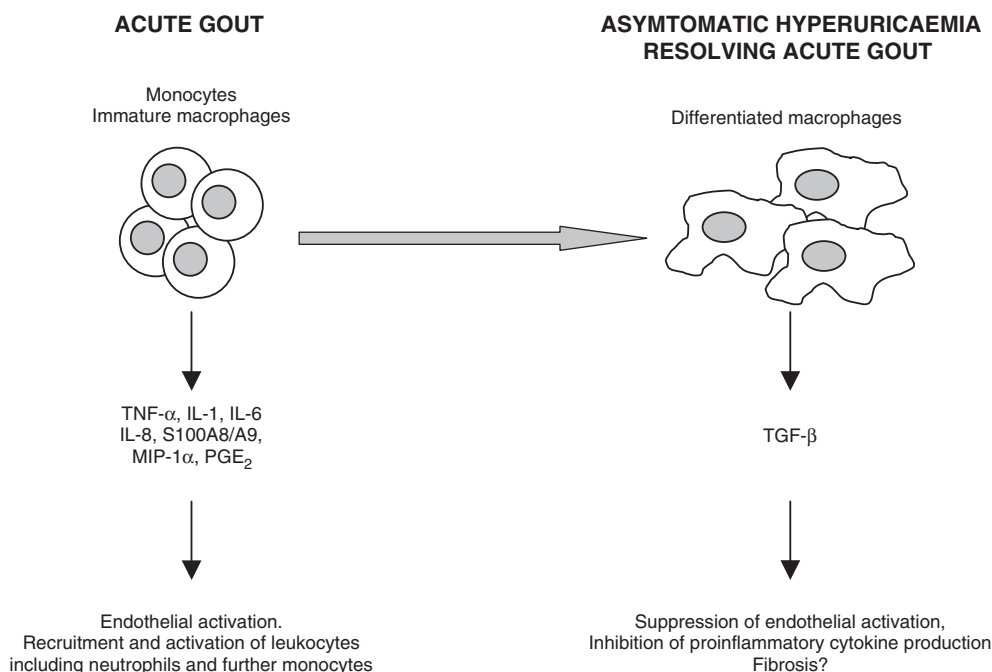 ACUTE GOUT
Monocytes
Immature macrophages
TNF-α, IL-1, IL-6
IL-8, S100A8/A9,
MIP-1α, PGE₂
Endothelial activation.
Recruitment and activation of leukocytes
including neutrophils and further monocytes
ASYMTOMATIC HYPERURICAEMIA
RESOLVING ACUTE GOUT
Differentiated macrophages
TGF-β
Suppression of endothelial activation,
Inhibition of proinflammatory cytokine production
Fibrosis?